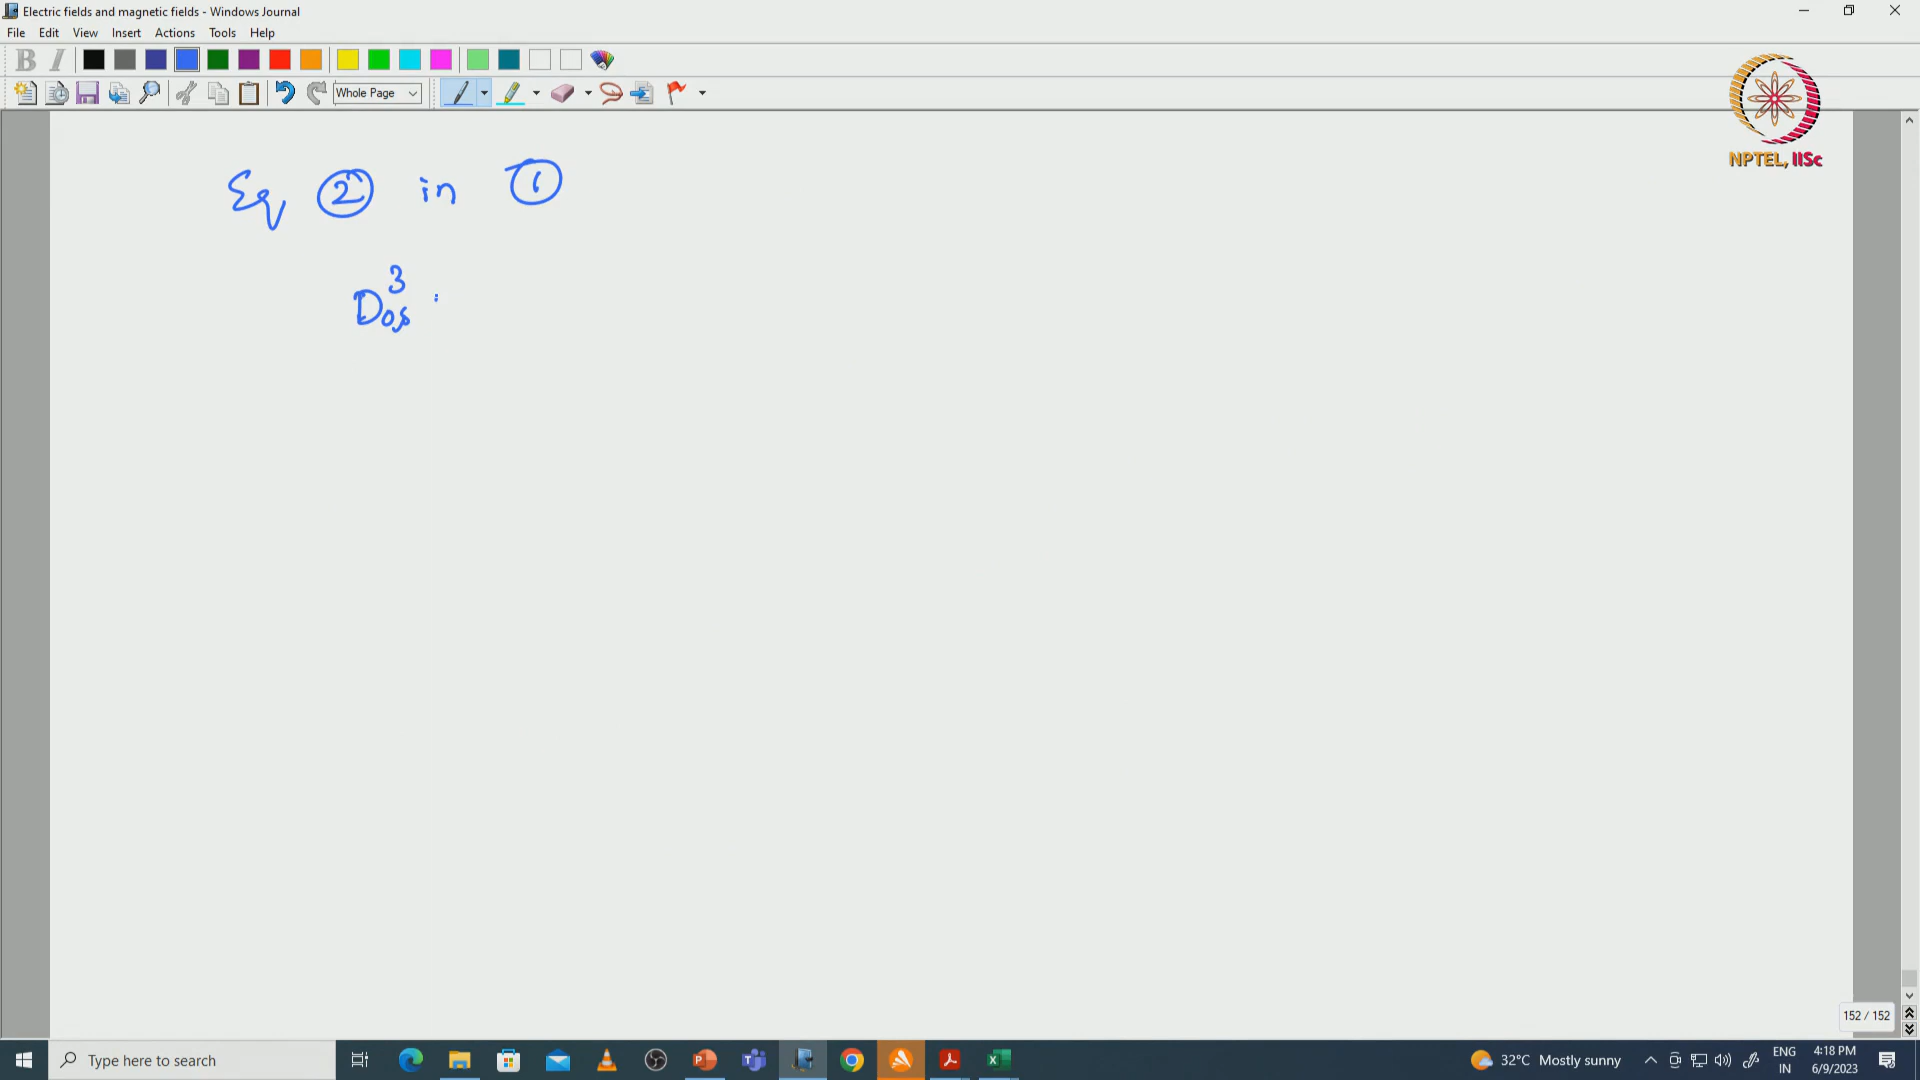 Electric fields and magnetic fields - Windows Journal
File Edit View Insert Actions Tools Help
B I
Whole Page
NPTEL, IISc
Eq ② in ①
D³₀,s
152 / 152
Type here to search
32°C Mostly sunny
ENG
IN
4:18 PM
6/9/2023